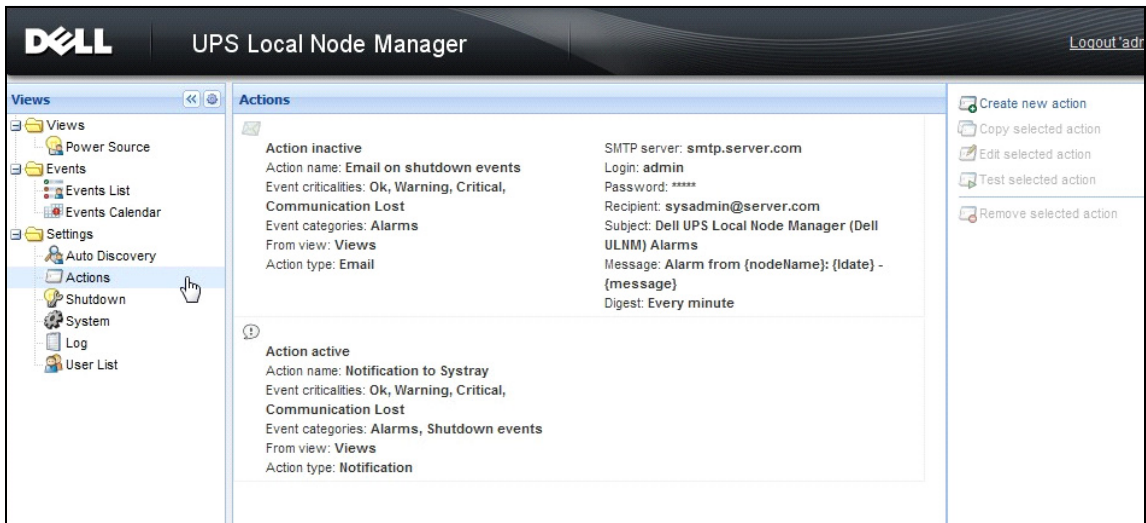 DELL
UPS Local Node Manager
Logout 'adr
Views
Views
Power Source
Events
Events List
Events Calendar
Settings
Auto Discovery
Actions
Shutdown
System
Log
User List
Actions
Action inactive
Action name: Email on shutdown events
Event criticalities: Ok, Warning, Critical,
Communication Lost
Event categories: Alarms
From view: Views
Action type: Email
SMTP server: smtp.server.com
Login: admin
Password: *****
Recipient: sysadmin@server.com
Subject: Dell UPS Local Node Manager (Dell
ULNM) Alarms
Message: Alarm from {nodeName}: {ldate} -
{message}
Digest: Every minute
Action active
Action name: Notification to Systray
Event criticalities: Ok, Warning, Critical,
Communication Lost
Event categories: Alarms, Shutdown events
From view: Views
Action type: Notification
Create new action
Copy selected action
Edit selected action
Test selected action
Remove selected action